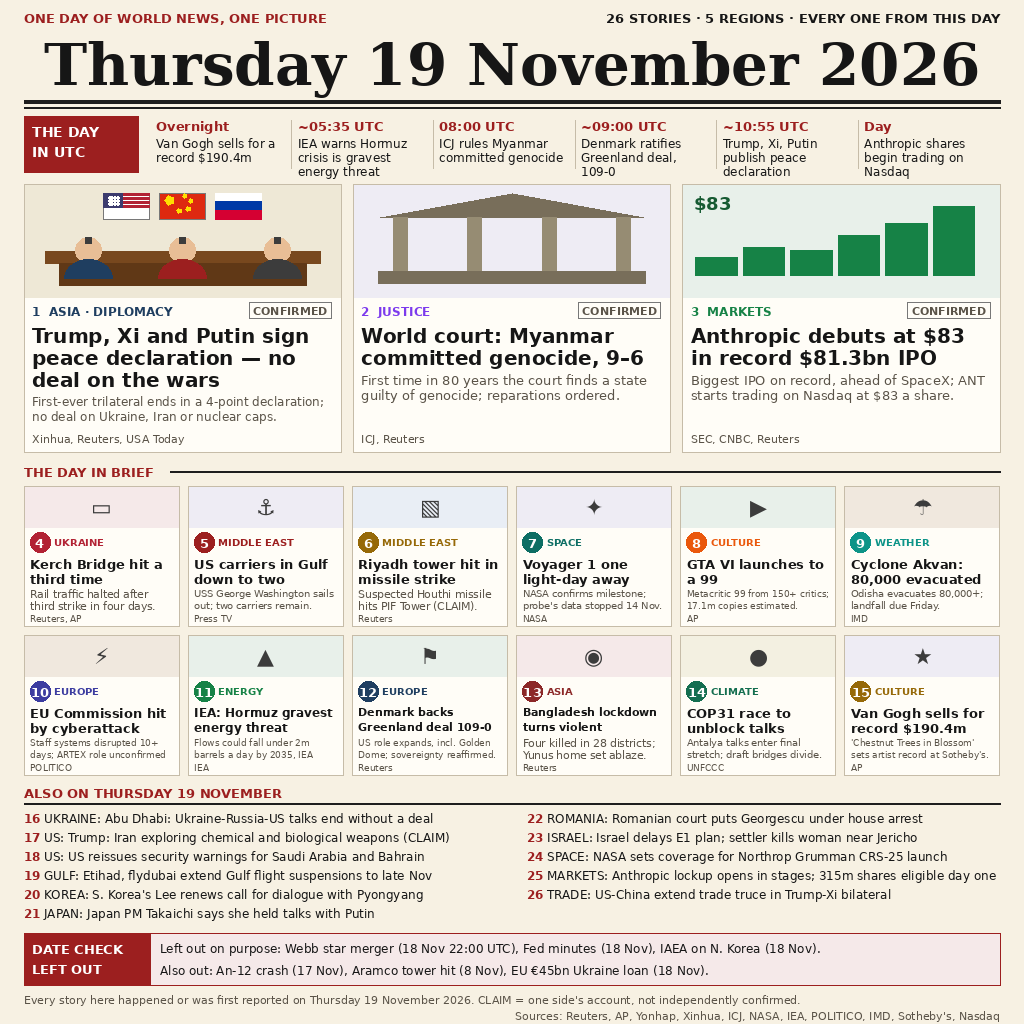 ONE DAY OF WORLD NEWS, ONE PICTURE
26 STORIES · 5 REGIONS · EVERY ONE FROM THIS DAY
Thursday 19 November 2026
THE DAY
IN UTC
Overnight
Van Gogh sells for a
record $190.4m
~05:35 UTC
IEA warns Hormuz
crisis is gravest
energy threat
08:00 UTC
ICJ rules Myanmar
committed genocide
~09:00 UTC
Denmark ratifies
Greenland deal,
109-0
~10:55 UTC
Trump, Xi, Putin
publish peace
declaration
Day
Anthropic shares
begin trading on
Nasdaq
1 ASIA · DIPLOMACY
CONFIRMED
Trump, Xi and Putin sign
peace declaration — no
deal on the wars
First-ever trilateral ends in a 4-point declaration;
no deal on Ukraine, Iran or nuclear caps.
Xinhua, Reuters, USA Today
2 JUSTICE
CONFIRMED
World court: Myanmar
committed genocide, 9–6
First time in 80 years the court finds a state
guilty of genocide; reparations ordered.
ICJ, Reuters
$83
3 MARKETS
CONFIRMED
Anthropic debuts at $83
in record $81.3bn IPO
Biggest IPO on record, ahead of SpaceX; ANT
starts trading on Nasdaq at $83 a share.
SEC, CNBC, Reuters
THE DAY IN BRIEF
4 UKRAINE
Kerch Bridge hit a
third time
Rail traffic halted after
third strike in four days.
Reuters, AP
5 MIDDLE EAST
US carriers in Gulf
down to two
USS George Washington sails
out; two carriers remain.
Press TV
6 MIDDLE EAST
Riyadh tower hit in
missile strike
Suspected Houthi missile
hits PIF Tower (CLAIM).
Reuters
7 SPACE
Voyager 1 one
light-day away
NASA confirms milestone;
probe's data stopped 14 Nov.
NASA
8 CULTURE
GTA VI launches to
a 99
Metacritic 99 from 150+ critics;
17.1m copies estimated.
AP
9 WEATHER
Cyclone Akvan:
80,000 evacuated
Odisha evacuates 80,000+;
landfall due Friday.
IMD
10 EUROPE
EU Commission hit
by cyberattack
Staff systems disrupted 10+
days; ARTEX role unconfirmed
POLITICO
11 ENERGY
IEA: Hormuz gravest
energy threat
Flows could fall under 2m
barrels a day by 2035, IEA
IEA
12 EUROPE
Denmark backs
Greenland deal 109-0
US role expands, incl. Golden
Dome; sovereignty reaffirmed.
Reuters
13 ASIA
Bangladesh lockdown
turns violent
Four killed in 28 districts;
Yunus home set ablaze.
Reuters
14 CLIMATE
COP31 race to
unblock talks
Antalya talks enter final
stretch; draft bridges divide.
UNFCCC
15 CULTURE
Van Gogh sells for
record $190.4m
'Chestnut Trees in Blossom'
sets artist record at Sotheby's.
AP
ALSO ON THURSDAY 19 NOVEMBER
16 UKRAINE: Abu Dhabi: Ukraine-Russia-US talks end without a deal
17 US: Trump: Iran exploring chemical and biological weapons (CLAIM)
18 US: US reissues security warnings for Saudi Arabia and Bahrain
19 GULF: Etihad, flydubai extend Gulf flight suspensions to late Nov
20 KOREA: S. Korea's Lee renews call for dialogue with Pyongyang
21 JAPAN: Japan PM Takaichi says she held talks with Putin
22 ROMANIA: Romanian court puts Georgescu under house arrest
23 ISRAEL: Israel delays E1 plan; settler kills woman near Jericho
24 SPACE: NASA sets coverage for Northrop Grumman CRS-25 launch
25 MARKETS: Anthropic lockup opens in stages; 315m shares eligible day one
26 TRADE: US-China extend trade truce in Trump-Xi bilateral
DATE CHECK
LEFT OUT
Left out on purpose: Webb star merger (18 Nov 22:00 UTC), Fed minutes (18 Nov), IAEA on N. Korea (18 Nov).
Also out: An-12 crash (17 Nov), Aramco tower hit (8 Nov), EU €45bn Ukraine loan (18 Nov).
Every story here happened or was first reported on Thursday 19 November 2026. CLAIM = one side's account, not independently confirmed.
Sources: Reuters, AP, Yonhap, Xinhua, ICJ, NASA, IEA, POLITICO, IMD, Sotheby's, Nasdaq